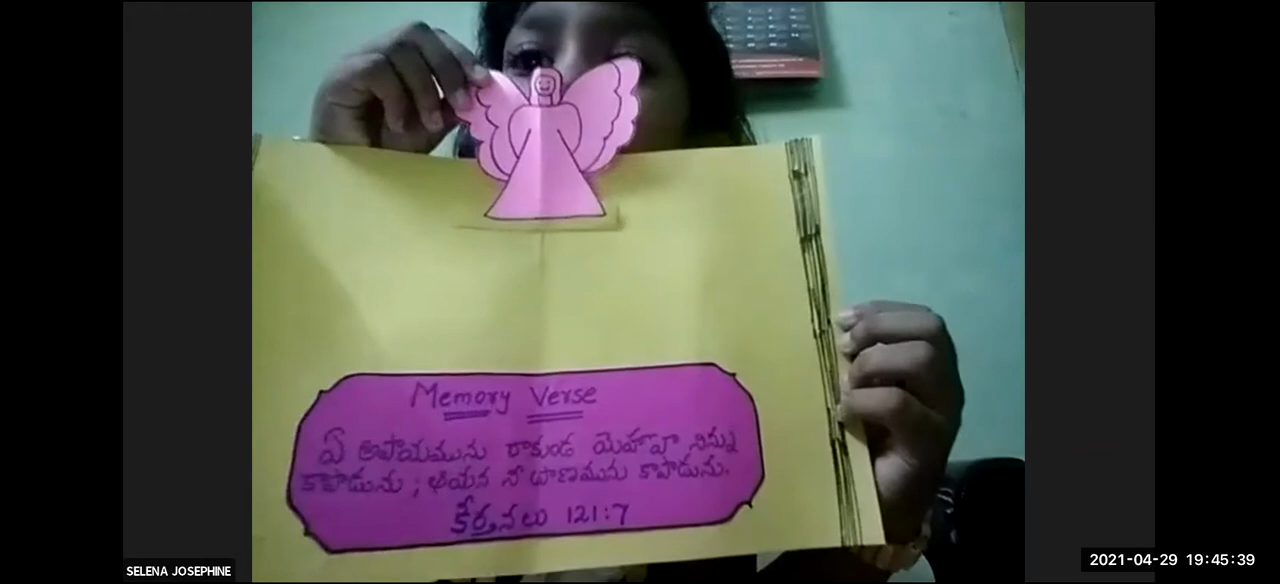 Memory Verse
ఏ అపాయమును రాకుండ యెహోవా నిన్ను
కాపాడును ; ఆయన నీ ప్రాణమును కాపాడును.
కీర్తనలు 121:7
SELENA JOSEPHINE
2021-04-29 19:45:39